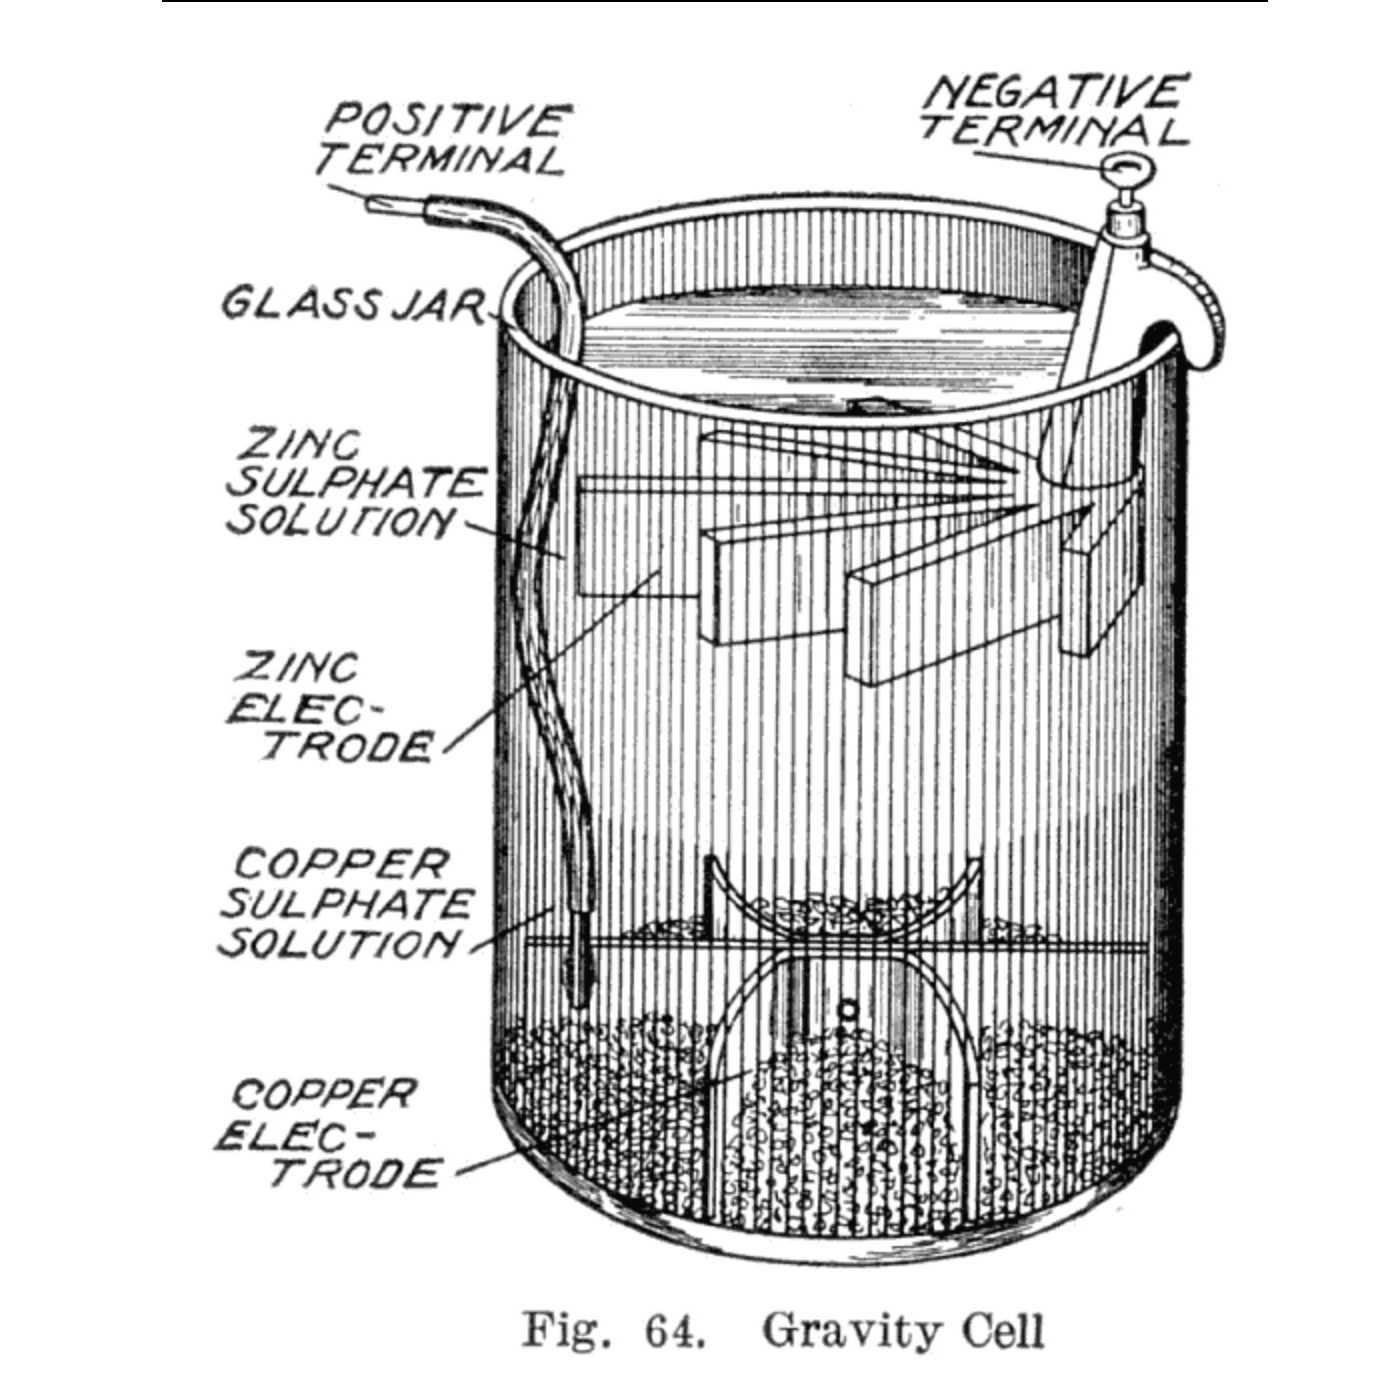 POSITIVE
TERMINAL
NEGATIVE
TERMINAL
GLASS JAR
ZINC
SULPHATE
SOLUTION
ZINC
ELEC-
TRODE
COPPER
SULPHATE
SOLUTION
COPPER
ELEC-
TRODE
Fig. 64. Gravity Cell